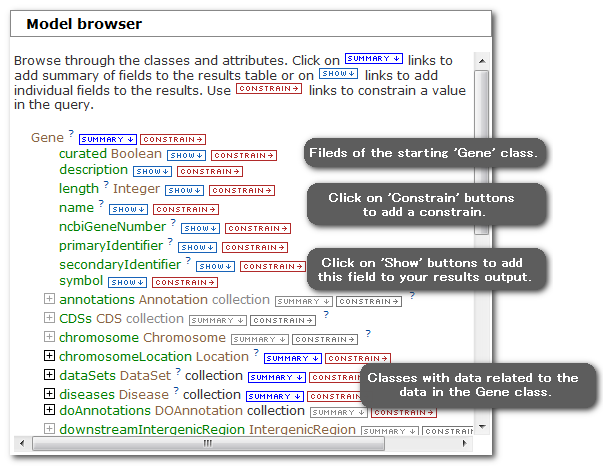 Model browser
Browse through the classes and attributes. Click on SUMMARY ↓ links to
add summary of fields to the results table or on SHOW ↓ links to add
individual fields to the results. Use CONSTRAIN → links to constrain a value
in the query.
Gene ? SUMMARY ↓ CONSTRAIN →
curated Boolean SHOW ↓ CONSTRAIN →
Fileds of the starting 'Gene' class.
description SHOW ↓ CONSTRAIN →
length ? Integer SHOW ↓ CONSTRAIN →
name ? SHOW ↓ CONSTRAIN →
Click on 'Constrain' buttons
to add a constrain.
ncbiGeneNumber ? SHOW ↓ CONSTRAIN →
primaryIdentifier ? SHOW ↓ CONSTRAIN →
secondaryIdentifier ? SHOW ↓ CONSTRAIN →
symbol ? SHOW ↓ CONSTRAIN →
Click on 'Show' buttons to add
this field to your results output.
annotations Annotation collection SUMMARY ↓ CONSTRAIN → ?
CDSs CDS collection SUMMARY ↓ CONSTRAIN → ?
chromosome Chromosome SUMMARY ↓ CONSTRAIN → ?
chromosomeLocation Location ? SUMMARY ↓ CONSTRAIN →
dataSets DataSet ? collection SUMMARY ↓ CONSTRAIN
diseases Disease ? collection SUMMARY ↓ CONSTRAIN
doAnnotations DOAnnotation collection SUMMARY ↓ CONSTRA
Classes with data related to the
data in the Gene class.
downstreamIntergenicRegion IntergenicRegion SUMMARY ↓ CONSTR